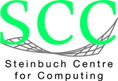 SCC
Steinbuch Centre
for Computing